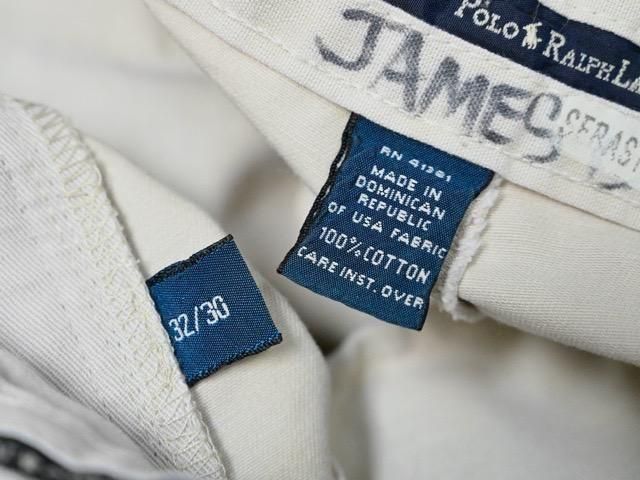 POLO RALPH LA
JAMES
SEBAST
RN 41381
MADE IN
DOMINICAN
REPUBLIC
OF USA FABRIC
100% COTTON
CARE INST. OVER
32/30